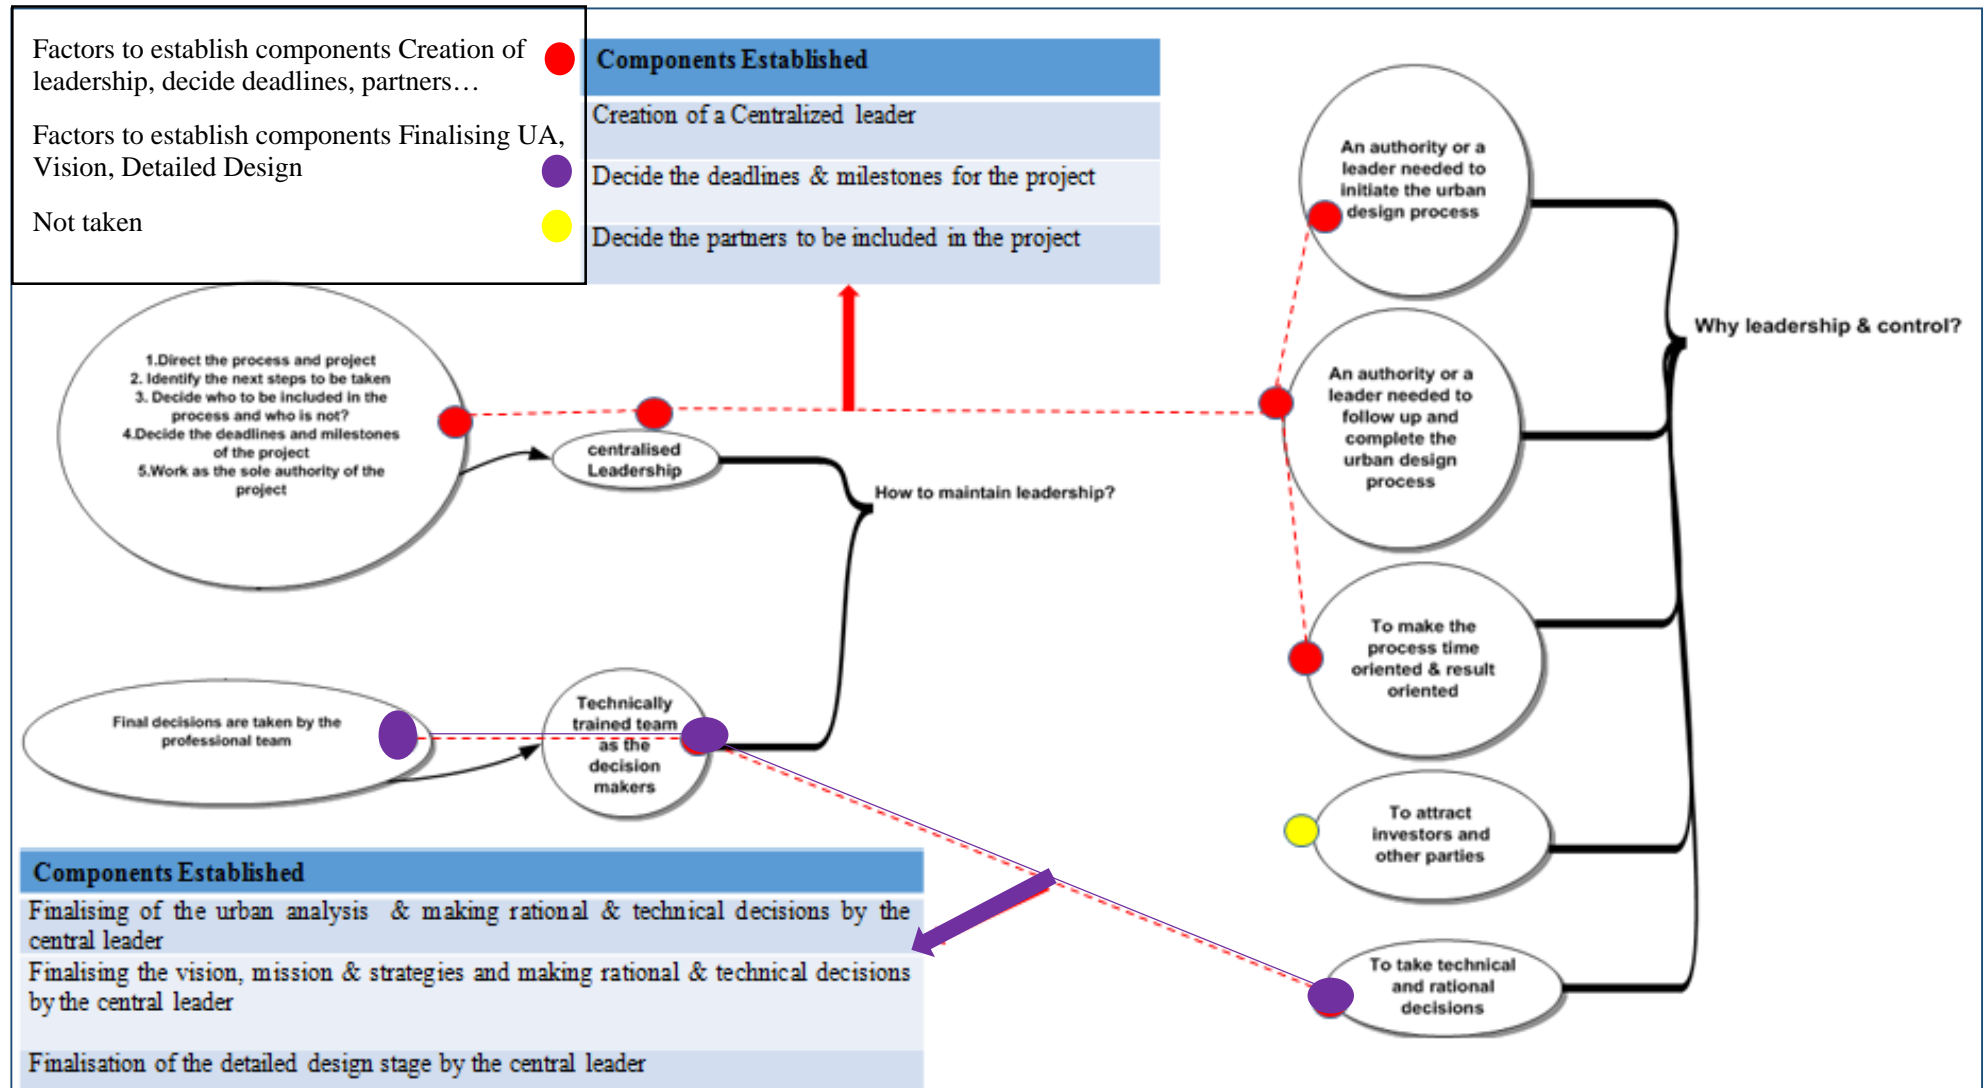 Factors to establish components Creation of
leadership, decide deadlines, partners…
Factors to establish components Finalising UA,
Vision, Detailed Design
Not taken
Components Established
Creation of a Centralized leader
Decide the deadlines & milestones for the project
Decide the partners to be included in the project
An authority or a
leader needed to
initiate the urban
design process
Why leadership & control?
1.Direct the process and project
2. Identify the next steps to be taken
3. Decide who to be included in the
process and who is not?
4.Decide the deadlines and milestones
of the project
5.Work as the sole authority of the
project
centralised
Leadership
How to maintain leadership?
An authority or a
leader needed to
follow up and
complete the
urban design
process
To make the
process time
oriented & result
oriented
Final decisions are taken by the
professional team
Technically
trained team
as the
decision
makers
To attract
investors and
other parties
Components Established
Finalising of the urban analysis & making rational & technical decisions by the
central leader
Finalising the vision, mission & strategies and making rational & technical decisions
by the central leader
Finalisation of the detailed design stage by the central leader
To take technical
and rational
decisions